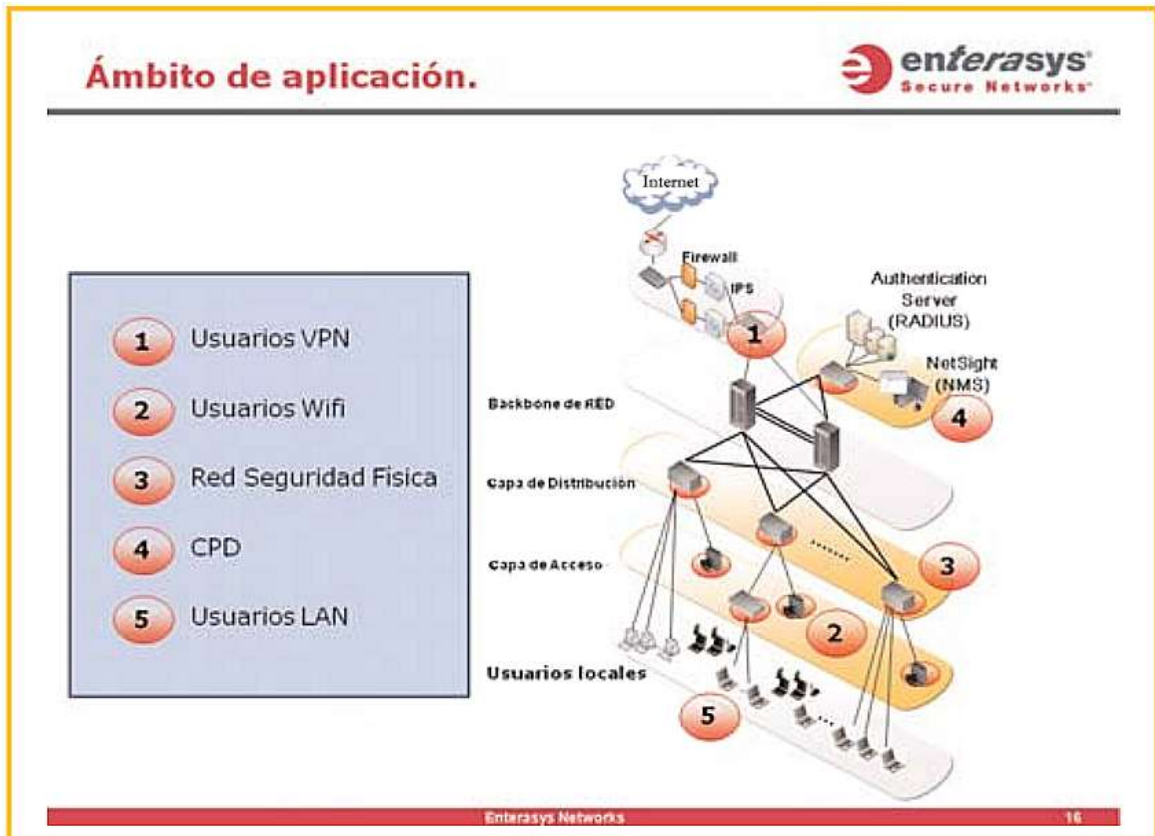 Ámbito de aplicación.
enterasys
Secure Networks
1 Usuarios VPN
2 Usuarios Wifi
3 Red Seguridad Física
4 CPD
5 Usuarios LAN
Internet
Firewall
IPS
1
Authentication
Server
(RADIUS)
NetSight
(NMS)
4
Backbone de RED
Capa de Distribución
3
Capa de Acceso
2
Usuarios locales
5
Enterasys Networks
16